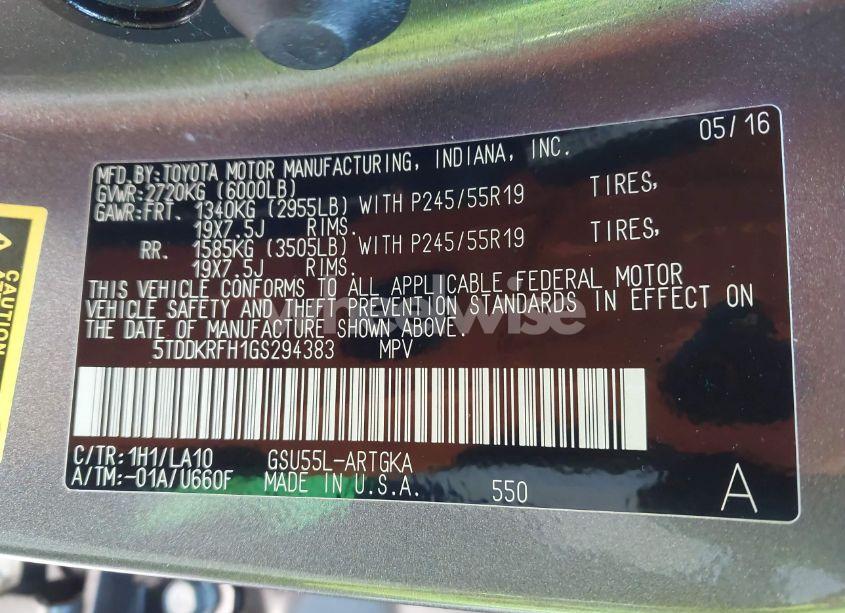 05/16
MFD.BY:TOYOTA MOTOR MANUFACTURING, INDIANA, INC.
GVWR:2720KG (6000LB)
GAWR:FRT. 1340KG (2955LB) WITH P245/55R19 TIRES,
19X7.5J RIMS.
RR. 1585KG (3505LB) WITH P245/55R19 TIRES,
19X7.5J RIMS.
THIS VEHICLE CONFORMS TO ALL APPLICABLE FEDERAL MOTOR
VEHICLE SAFETY AND THEFT PREVENTION STANDARDS IN EFFECT ON
THE DATE OF MANUFACTURE SHOWN ABOVE.
5TDDKRFH1GS294383 MPV
C/TR:1H1/LA10 GSU55L-ARTGKA
A/TM:-01A/U660F MADE IN U.S.A. 550
A
CAUTION